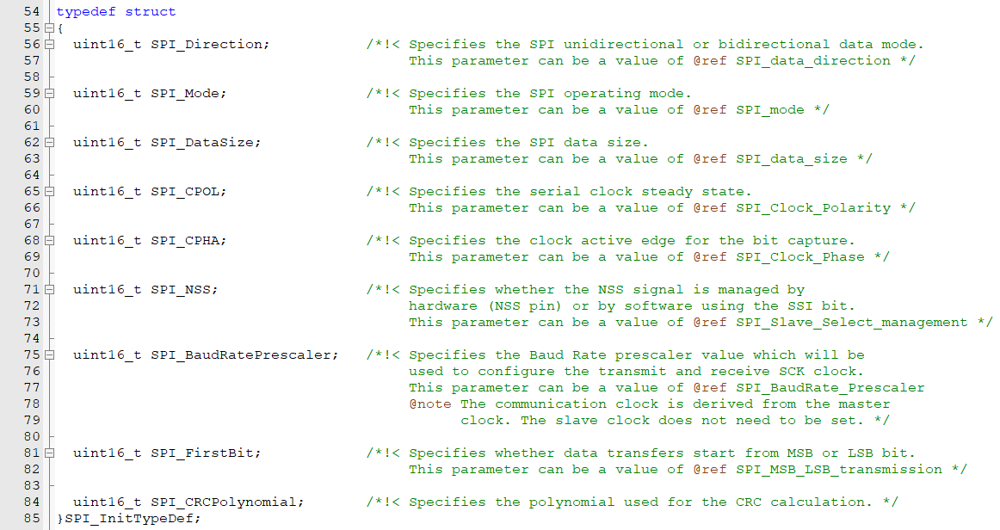 54 typedef struct
55 {
56   uint16_t SPI_Direction;           /*!< Specifies the SPI unidirectional or bidirectional data mode.
57                                          This parameter can be a value of @ref SPI_data_direction */
58
59   uint16_t SPI_Mode;                /*!< Specifies the SPI operating mode.
60                                          This parameter can be a value of @ref SPI_mode */
61
62   uint16_t SPI_DataSize;            /*!< Specifies the SPI data size.
63                                          This parameter can be a value of @ref SPI_data_size */
64
65   uint16_t SPI_CPOL;                /*!< Specifies the serial clock steady state.
66                                          This parameter can be a value of @ref SPI_Clock_Polarity */
67
68   uint16_t SPI_CPHA;                /*!< Specifies the clock active edge for the bit capture.
69                                          This parameter can be a value of @ref SPI_Clock_Phase */
70
71   uint16_t SPI_NSS;                 /*!< Specifies whether the NSS signal is managed by
72                                          hardware (NSS pin) or by software using the SSI bit.
73                                          This parameter can be a value of @ref SPI_Slave_Select_management */
74
75   uint16_t SPI_BaudRatePrescaler;   /*!< Specifies the Baud Rate prescaler value which will be
76                                          used to configure the transmit and receive SCK clock.
77                                          This parameter can be a value of @ref SPI_BaudRate_Prescaler
78                                          @note The communication clock is derived from the master
79                                                clock. The slave clock does not need to be set. */
80
81   uint16_t SPI_FirstBit;            /*!< Specifies whether data transfers start from MSB or LSB bit.
82                                          This parameter can be a value of @ref SPI_MSB_LSB_transmission */
83
84   uint16_t SPI_CRCPolynomial;       /*!< Specifies the polynomial used for the CRC calculation. */
85 }SPI_InitTypeDef;